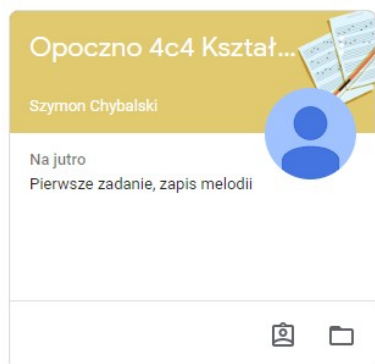 Opoczno 4c4 Kształ...
Szymon Chybalski
Na jutro
Pierwsze zadanie, zapis melodii